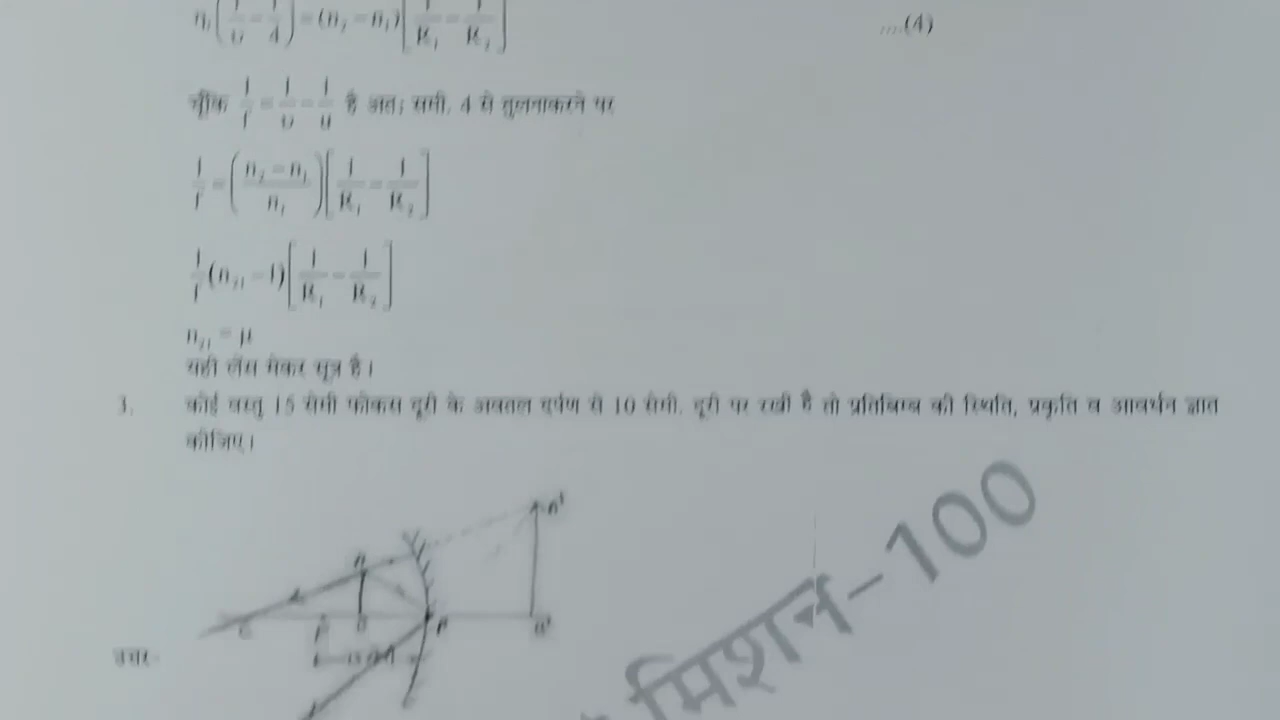 n₁(1/υ − 1/4) = (n₂ − n₁)[1/R₁ − 1/R₂] ....(4)
चूँकि 1/f = 1/υ − 1/u है अतः समी. 4 से तुलनाकरने पर
1/f = ((n₂ − n₁)/n₁)[1/R₁ − 1/R₂]
1/f (n₂₁ − 1)[1/R₁ − 1/R₂]
n₂₁ = μ
यही लेंस मेकर सूत्र है।
3. कोई वस्तु 15 सेमी फोकस दूरी के अवतल दर्पण से 10 सेमी. दूरी पर रखी है तो प्रतिबिम्ब की स्थिति, प्रकृति व आवर्धन ज्ञात
कीजिए।
उत्तर-
मिशन-100